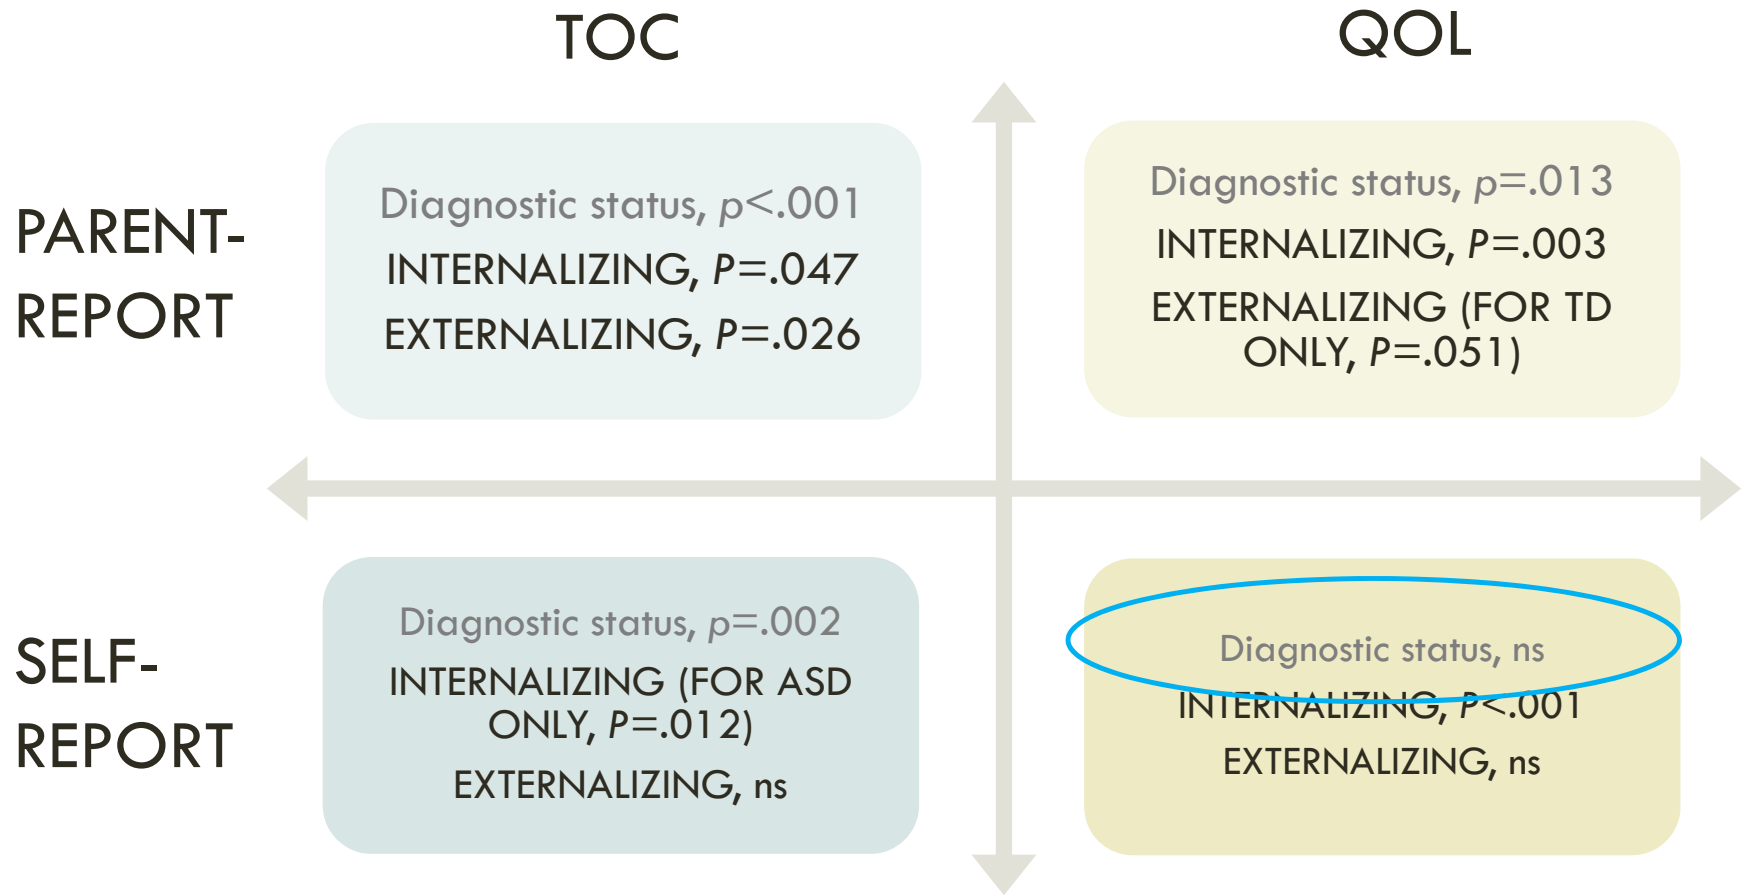 TOC
QOL
PARENT-
REPORT
Diagnostic status, p<.001
INTERNALIZING, P=.047
EXTERNALIZING, P=.026
Diagnostic status, p=.013
INTERNALIZING, P=.003
EXTERNALIZING (FOR TD
ONLY, P=.051)
SELF-
REPORT
Diagnostic status, p=.002
INTERNALIZING (FOR ASD
ONLY, P=.012)
EXTERNALIZING, ns
Diagnostic status, ns
INTERNALIZING, P<.001
EXTERNALIZING, ns